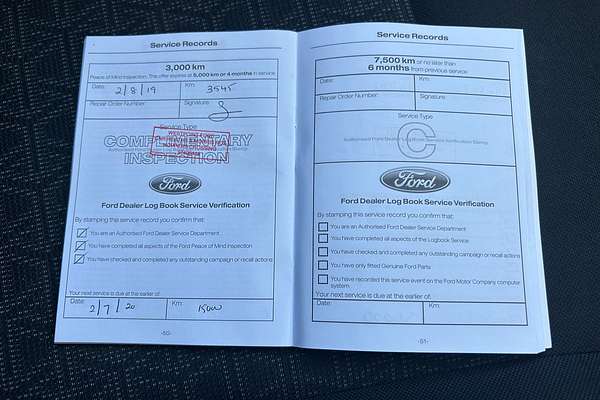 Service Records
3,000 km
Peace of Mind Inspection. This offer expires at 5,000 km or 4 months in service
Date: 2/8/19 Km: 3545
Repair Order Number: Signature:
Service Type
COMPLIMENTARY
INSPECTION
Ford
Ford Dealer Log Book Service Verification
By stamping this service record you confirm that:
You are an Authorised Ford Dealer Service Department
You have completed all aspects of the Ford Peace of Mind inspection
You have checked and completed any outstanding campaign or recall actions
Your next service is due at the earlier of:
Date: 2/7/20 Km: 15000
-50-
Service Records
7,500 km or no later than
6 months from previous service
Date: Km:
Repair Order Number: Signature:
Service Type
C
Authorised Ford Dealer Log Book Service Verification Stamp
Ford
Ford Dealer Log Book Service Verification
By stamping this service record you confirm that:
You are an Authorised Ford Dealer Service Department
You have completed all aspects of the Logbook Service
You have checked and completed any outstanding campaign or recall actions
You have only fitted Genuine Ford Parts
You have recorded this service event on the Ford Motor Company computer
system
Your next service is due at the earlier of:
Date: Km:
-51-